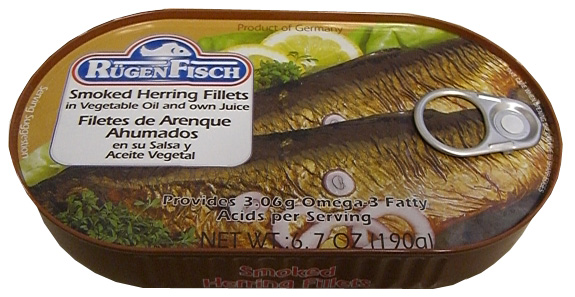 Product of Germany
RÜGENFISCH
Smoked Herring Fillets
in Vegetable Oil and own Juice
Filetes de Arenque
Ahumados
en su Salsa y
Aceite Vegetal
Serving Suggestion
Provides 3.06g Omega-3 Fatty
Acids per Serving
NET WT.:6.7 OZ (190g)
Smoked
Herring Fillets